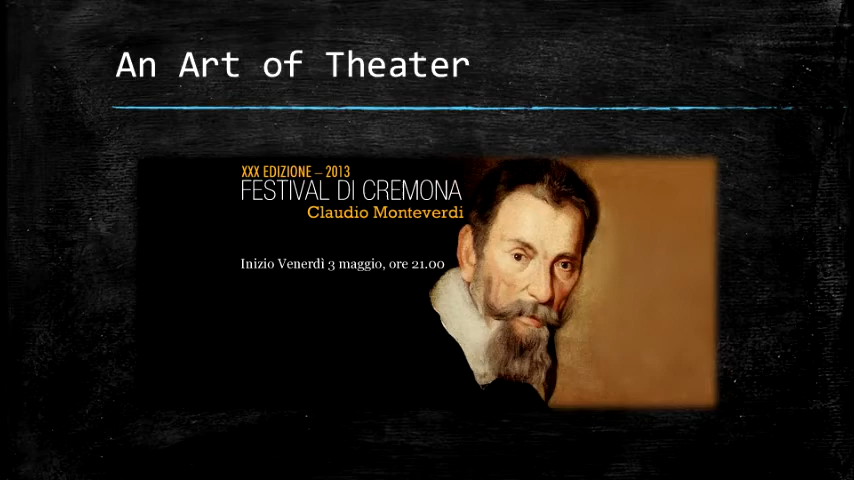 An Art of Theater
XXX EDIZIONE – 2013
FESTIVAL DI CREMONA
Claudio Monteverdi
Inizio Venerdì 3 maggio, ore 21.00